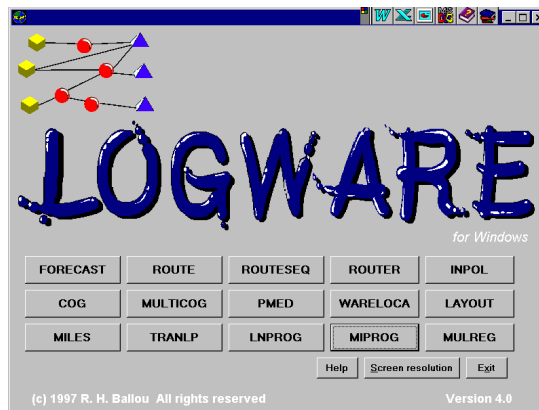 LOGWARE
for Windows
FORECAST ROUTE ROUTESEQ ROUTER INPOL
COG MULTICOG PMED WARELOCA LAYOUT
MILES TRANLP LNPROG MIPROG MULREG
Help Screen resolution Exit
(c) 1997 R. H. Ballou All rights reserved Version 4.0